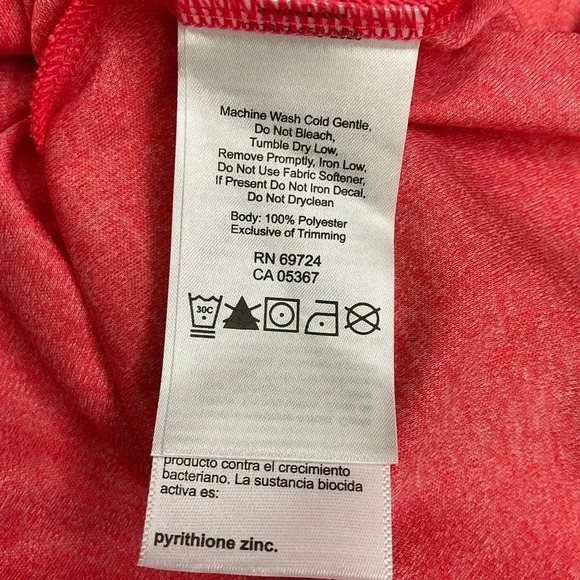 Machine Wash Cold Gentle,
Do Not Bleach,
Tumble Dry Low,
Remove Promptly, Iron Low,
Do Not Use Fabric Softener,
If Present Do Not Iron Decal,
Do Not Dryclean
Body: 100% Polyester
Exclusive of Trimming
RN 69724
CA 05367
30C
producto contra el crecimiento
bacteriano. La sustancia biocida
activa es:
pyrithione zinc.